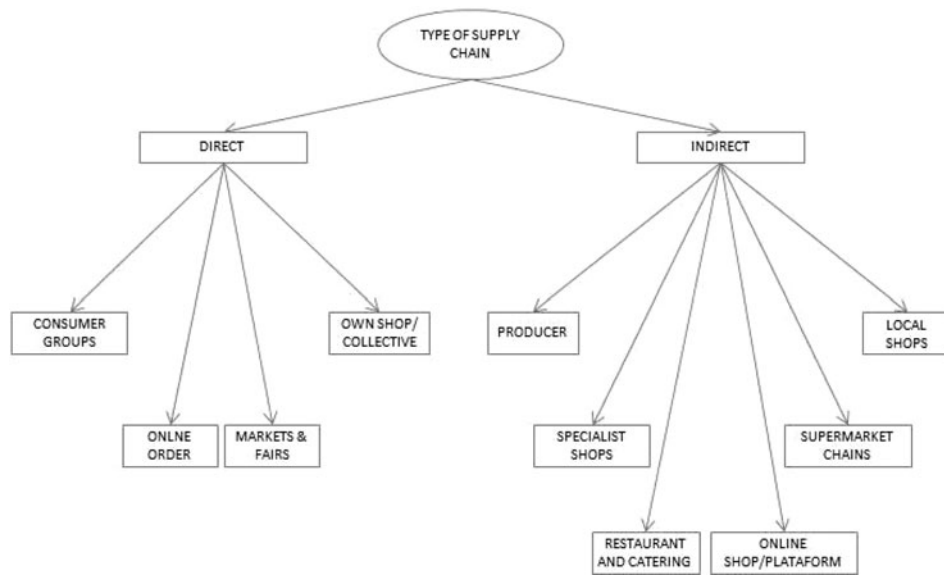 TYPE OF SUPPLY
CHAIN
DIRECT
INDIRECT
CONSUMER
GROUPS
OWN SHOP/
COLLECTIVE
PRODUCER
LOCAL
SHOPS
ONLNE
ORDER
MARKETS &
FAIRS
SPECIALIST
SHOPS
SUPERMARKET
CHAINS
RESTAURANT
AND CATERING
ONLINE
SHOP/PLATAFORM